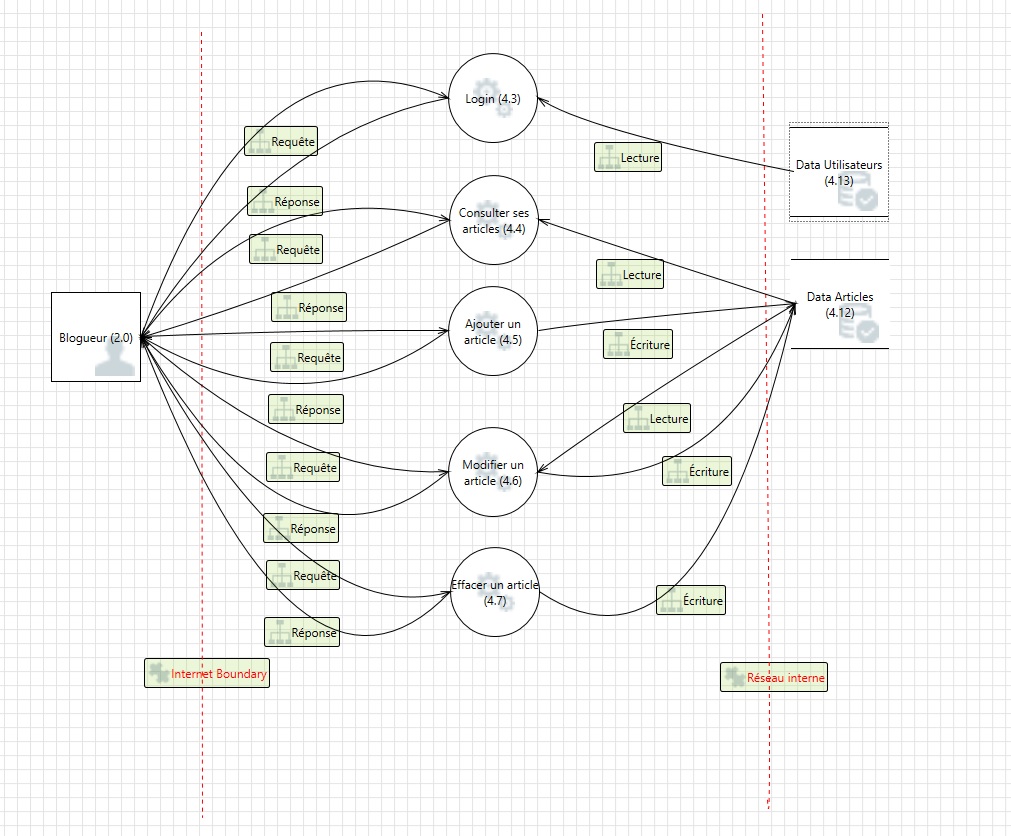 Login (4.3)
Requête
Lecture
Data Utilisateurs
(4.13)
Réponse
Consulter ses
articles (4.4)
Requête
Lecture
Data Articles
(4.12)
Réponse
Blogueur (2.0)
Ajouter un
article (4.5)
Écriture
Requête
Réponse
Lecture
Requête
Modifier un
article (4.6)
Écriture
Réponse
Requête
Effacer un article
(4.7)
Écriture
Réponse
Internet Boundary
Réseau interne